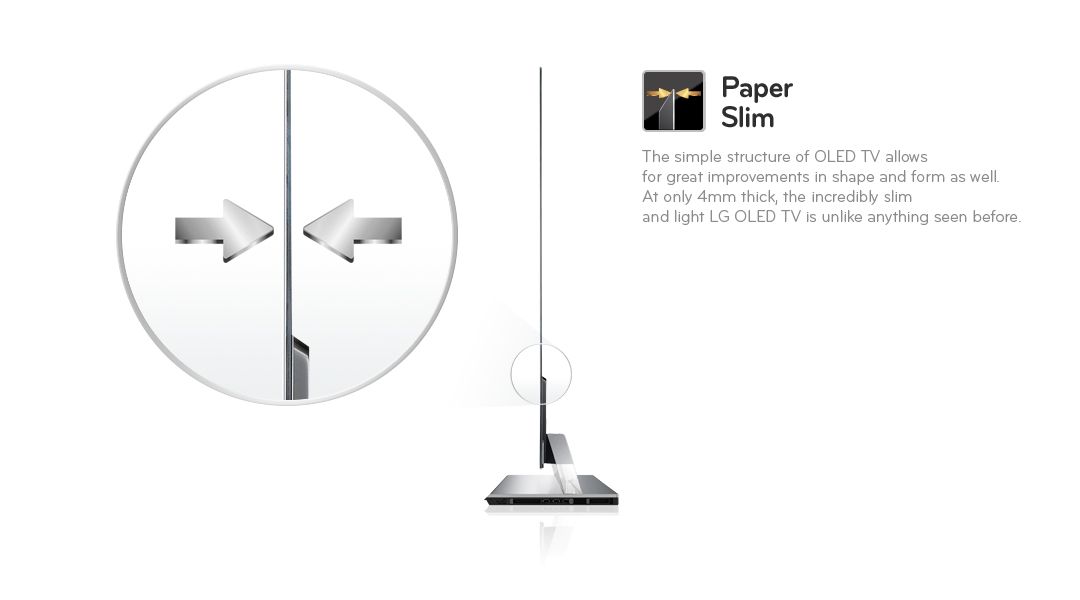 Paper
Slim
The simple structure of OLED TV allows
for great improvements in shape and form as well.
At only 4mm thick, the incredibly slim
and light LG OLED TV is unlike anything seen before.